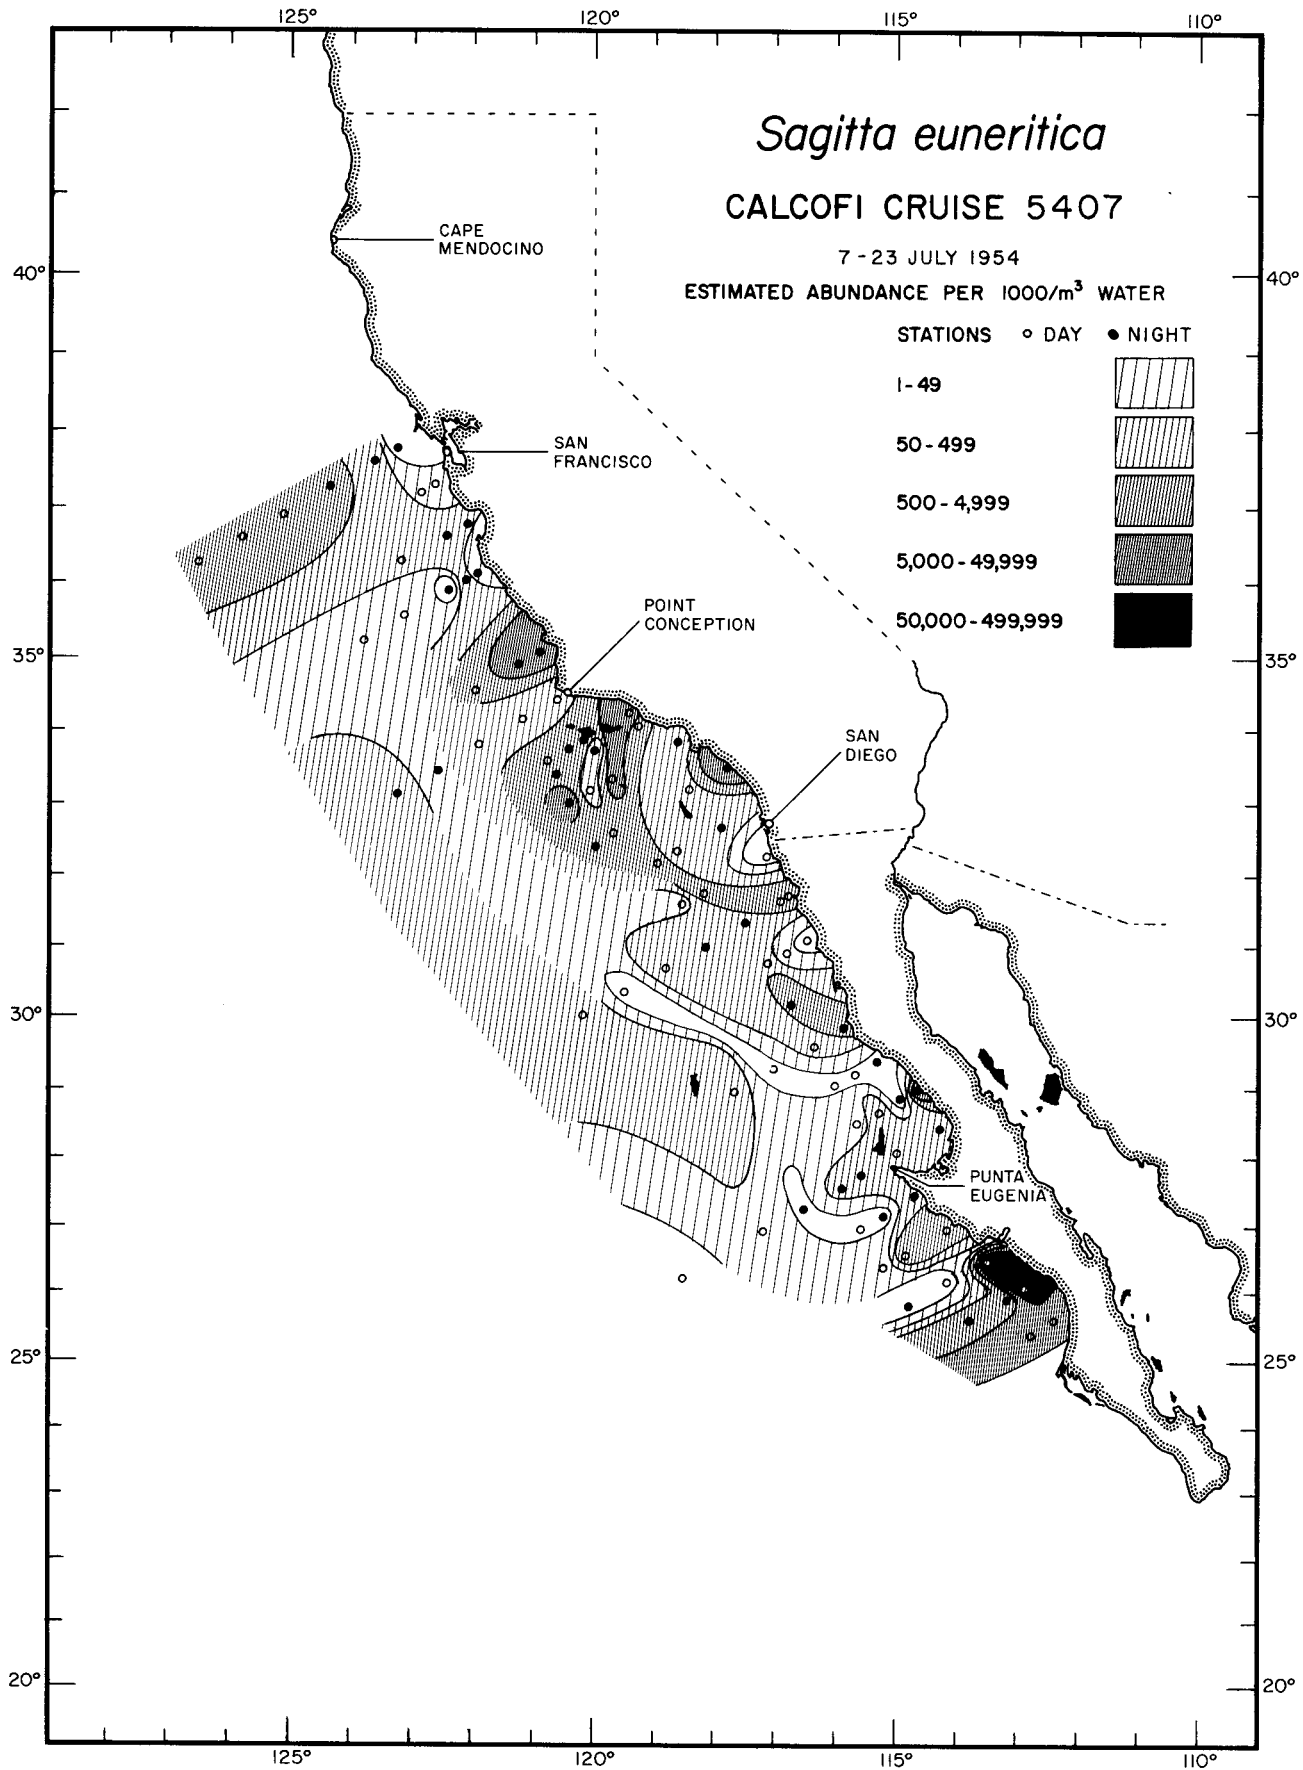 125° 120° 115° 110°
Sagitta euneritica
CALCOFI CRUISE 5407
7-23 JULY 1954
ESTIMATED ABUNDANCE PER 1000/m³ WATER
STATIONS ○ DAY ● NIGHT
1-49
50-499
500-4,999
5,000-49,999
50,000-499,999
CAPE
MENDOCINO
40° 40°
SAN
FRANCISCO
POINT
CONCEPTION
35° 35°
SAN
DIEGO
30° 30°
PUNTA
EUGENIA
25° 25°
20° 20°
125° 120° 115° 110°